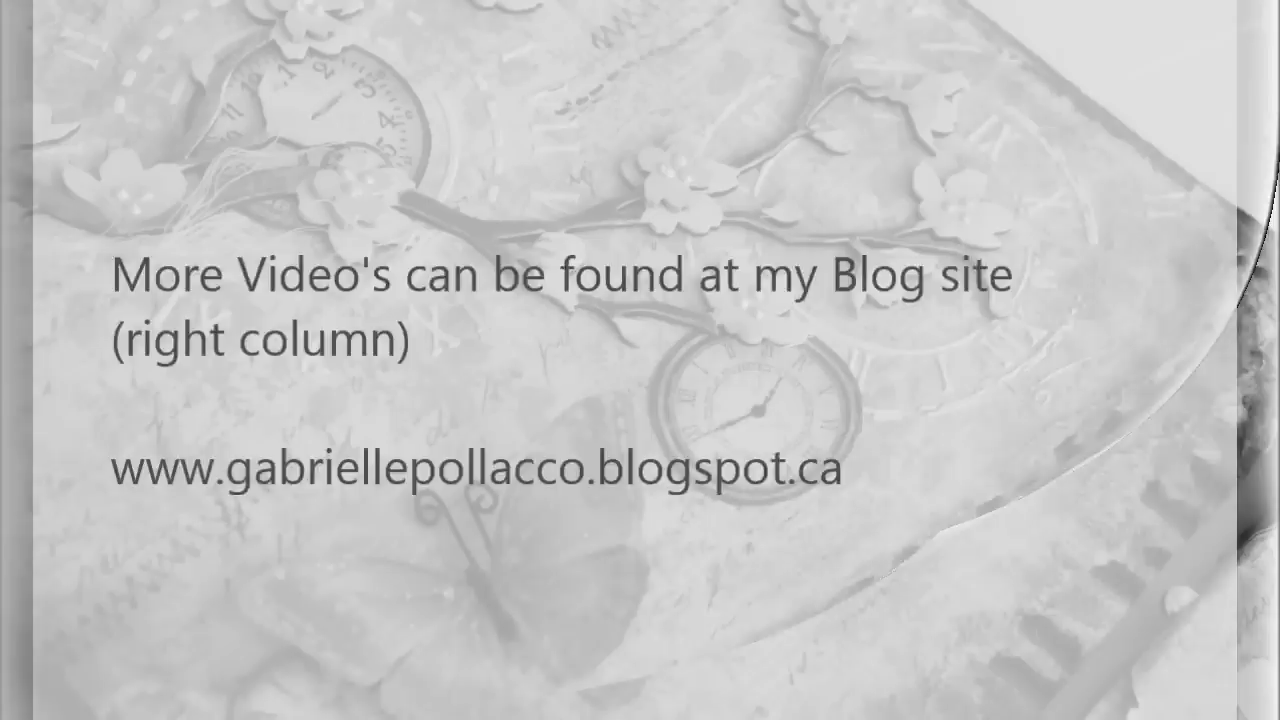 More Video's can be found at my Blog site
(right column)
www.gabriellepollacco.blogspot.ca